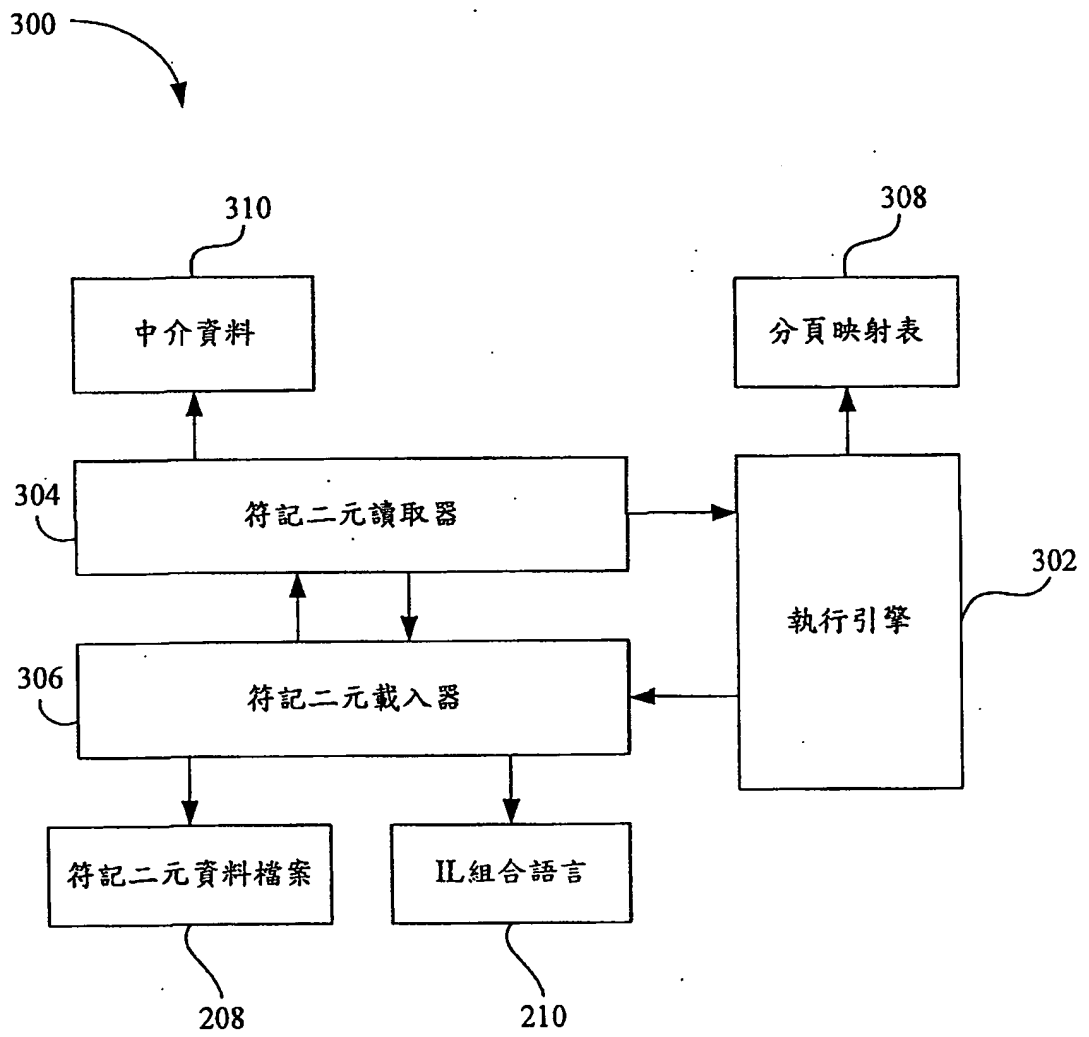 300
310
308
中介資料
分頁映射表
304
符記二元讀取器
302
執行引擎
306
符記二元載入器
符記二元資料檔案
IL組合語言
208
210